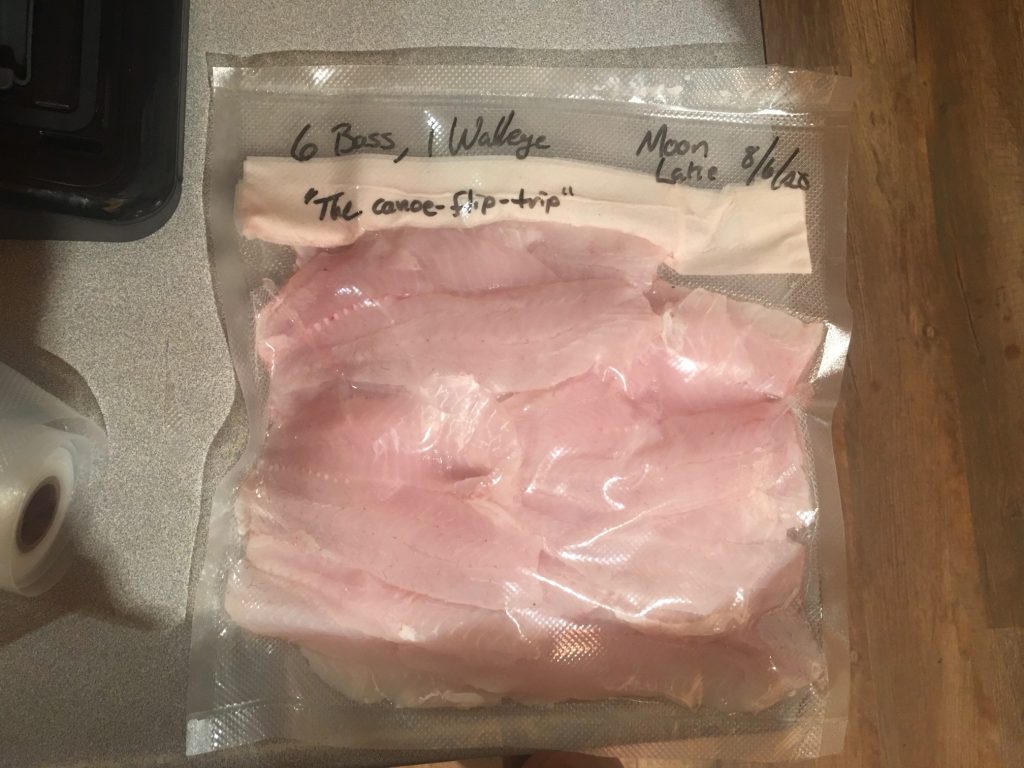 6 Bass, 1 Walleye
Moon
Lake 8/6/20
"The canoe-flip-trip"